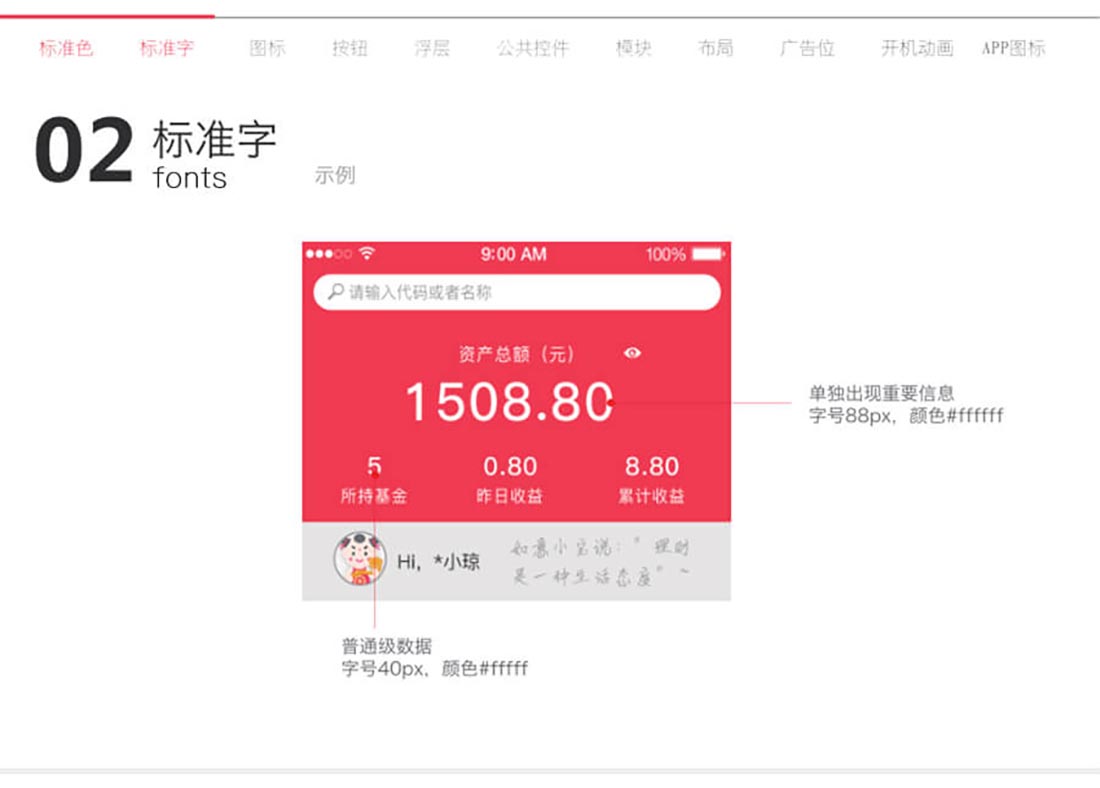 标准色 标准字 图标 按钮 浮层 公共控件 模块 布局 广告位 开机动画 APP图标
02 标准字
fonts
示例
9:00 AM 100%
请输入代码或者名称
资产总额（元）
1508.80
单独出现重要信息
字号88px，颜色#ffffff
5 0.80 8.80
所持基金 昨日收益 累计收益
Hi，*小琼
如意小宝说：“理财
是一种生活态度”~
普通级数据
字号40px，颜色#fffff